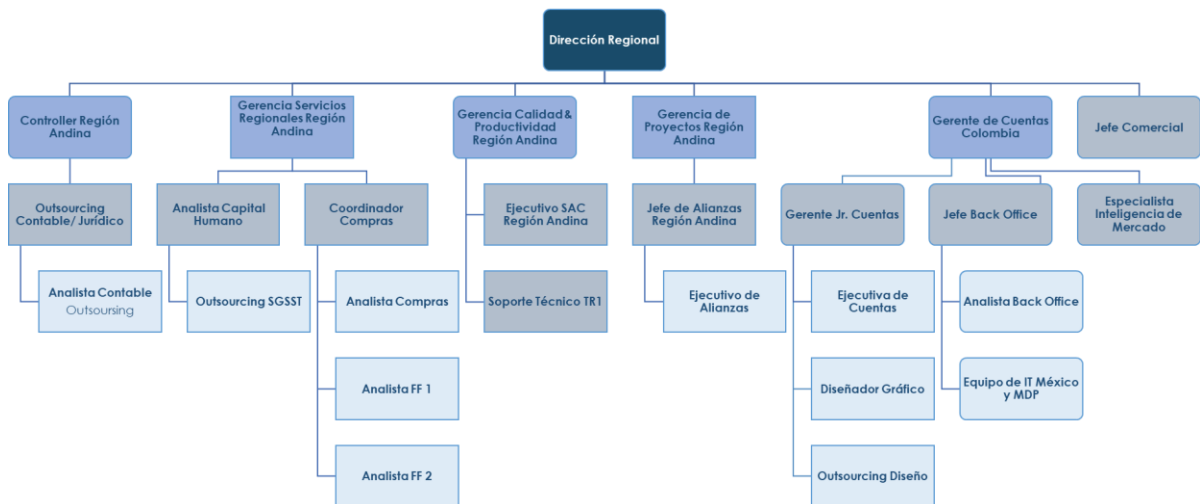 Dirección Regional
Controller Región
Andina
Gerencia Servicios
Regionales Región
Andina
Gerencia Calidad &
Productividad
Región Andina
Gerencia de
Proyectos Región
Andina
Gerente de Cuentas
Colombia
Jefe Comercial
Outsourcing
Contable/ Jurídico
Analista Capital
Humano
Coordinador
Compras
Ejecutivo SAC
Región Andina
Jefe de Alianzas
Región Andina
Gerente Jr. Cuentas
Jefe Back Office
Especialista
Inteligencia de
Mercado
Analista Contable
Outsoursing
Outsourcing SGSST
Analista Compras
Soporte Técnico TR1
Ejecutivo de
Alianzas
Ejecutiva de
Cuentas
Analista Back Office
Analista FF 1
Diseñador Gráfico
Equipo de IT México
y MDP
Analista FF 2
Outsourcing Diseño